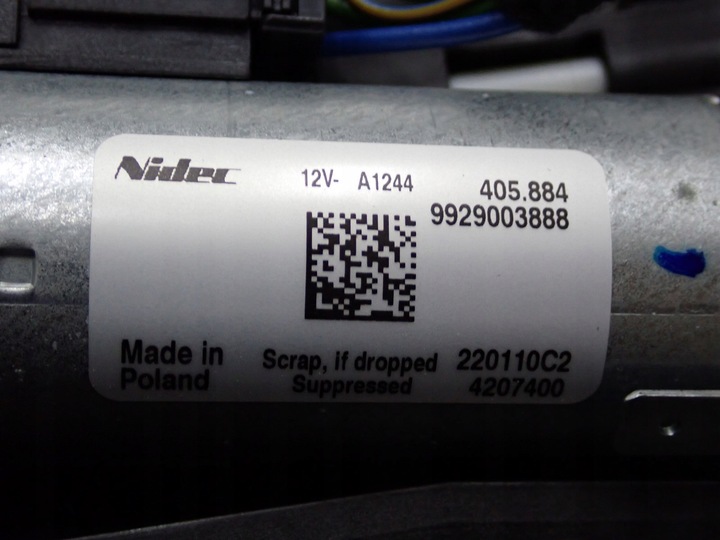 Nidec 12V- A1244 405.884
9929003888
Made in Scrap, if dropped 220110C2
Poland Suppressed 4207400